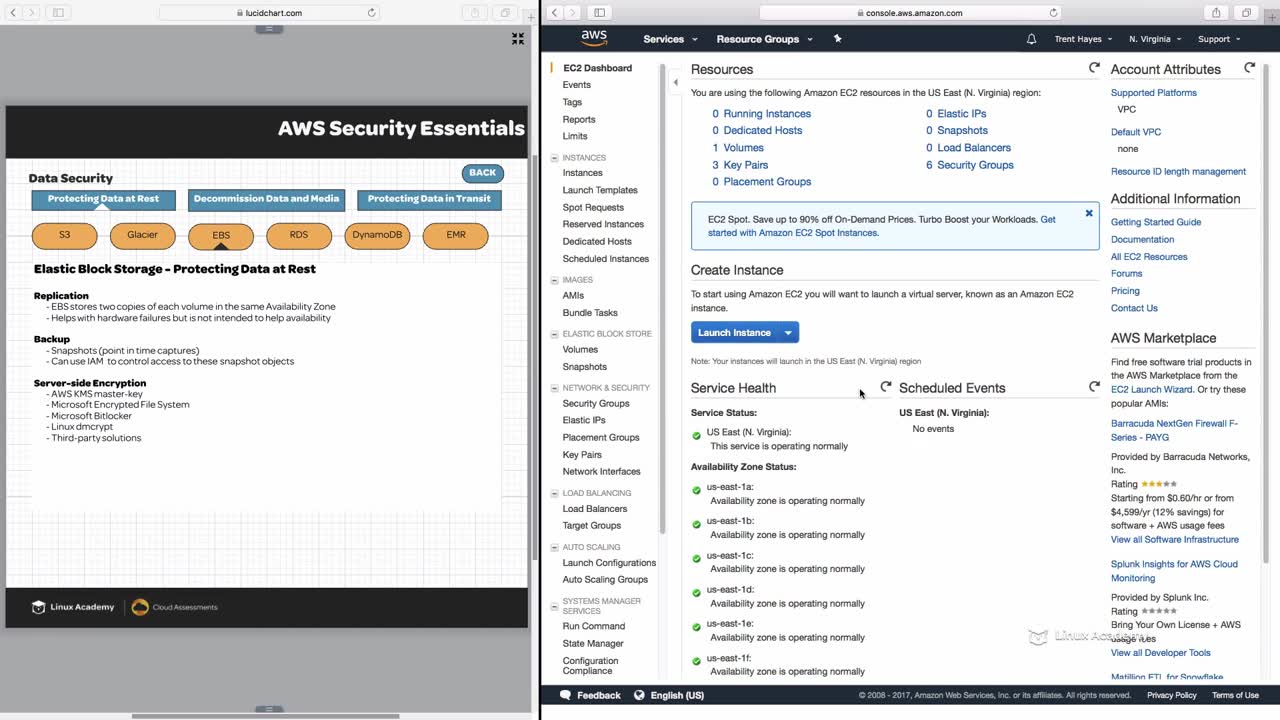 lucidchart.com
AWS Security Essentials
Data Security
BACK
Protecting Data at Rest
Decommission Data and Media
Protecting Data in Transit
S3
Glacier
EBS
RDS
DynamoDB
EMR
Elastic Block Storage - Protecting Data at Rest
Replication
- EBS stores two copies of each volume in the same Availability Zone
- Helps with hardware failures but is not intended to help availability
Backup
- Snapshots (point in time captures)
- Can use IAM to control access to these snapshot objects
Server-side Encryption
- AWS KMS master-key
- Microsoft Encrypted File System
- Microsoft Bitlocker
- Linux dmcrypt
- Third-party solutions
Linux Academy
Cloud Assessments
console.aws.amazon.com
aws
Services
Resource Groups
Trent Hayes
N. Virginia
Support
EC2 Dashboard
Events
Tags
Reports
Limits
INSTANCES
Instances
Launch Templates
Spot Requests
Reserved Instances
Dedicated Hosts
Scheduled Instances
IMAGES
AMIs
Bundle Tasks
ELASTIC BLOCK STORE
Volumes
Snapshots
NETWORK & SECURITY
Security Groups
Elastic IPs
Placement Groups
Key Pairs
Network Interfaces
LOAD BALANCING
Load Balancers
Target Groups
AUTO SCALING
Launch Configurations
Auto Scaling Groups
SYSTEMS MANAGER
SERVICES
Run Command
State Manager
Configuration
Compliance
Resources
You are using the following Amazon EC2 resources in the US East (N. Virginia) region:
0 Running Instances
0 Elastic IPs
0 Dedicated Hosts
0 Snapshots
1 Volumes
0 Load Balancers
3 Key Pairs
6 Security Groups
0 Placement Groups
EC2 Spot. Save up to 90% off On-Demand Prices. Turbo Boost your Workloads. Get
started with Amazon EC2 Spot Instances.
Create Instance
To start using Amazon EC2 you will want to launch a virtual server, known as an Amazon EC2
instance.
Launch Instance
Note: Your instances will launch in the US East (N. Virginia) region
Service Health
Service Status:
US East (N. Virginia):
This service is operating normally
Availability Zone Status:
us-east-1a:
Availability zone is operating normally
us-east-1b:
Availability zone is operating normally
us-east-1c:
Availability zone is operating normally
us-east-1d:
Availability zone is operating normally
us-east-1e:
Availability zone is operating normally
us-east-1f:
Availability zone is operating normally
Scheduled Events
US East (N. Virginia):
No events
Account Attributes
Supported Platforms
VPC
Default VPC
none
Resource ID length management
Additional Information
Getting Started Guide
Documentation
All EC2 Resources
Forums
Pricing
Contact Us
AWS Marketplace
Find free software trial products in
the AWS Marketplace from the
EC2 Launch Wizard. Or try these
popular AMIs:
Barracuda NextGen Firewall F-
Series - PAYG
Provided by Barracuda Networks,
Inc.
Rating
Starting from $0.60/hr or from
$4,599/yr (12% savings) for
software + AWS usage fees
View all Software Infrastructure
Splunk Insights for AWS Cloud
Monitoring
Provided by Splunk Inc.
Rating
Bring Your Own License + AWS
usage fees
View all Developer Tools
Matillion ETL for Snowflake
Linux Academy
Feedback
English (US)
© 2008 - 2017, Amazon Web Services, Inc. or its affiliates. All rights reserved.
Privacy Policy
Terms of Use